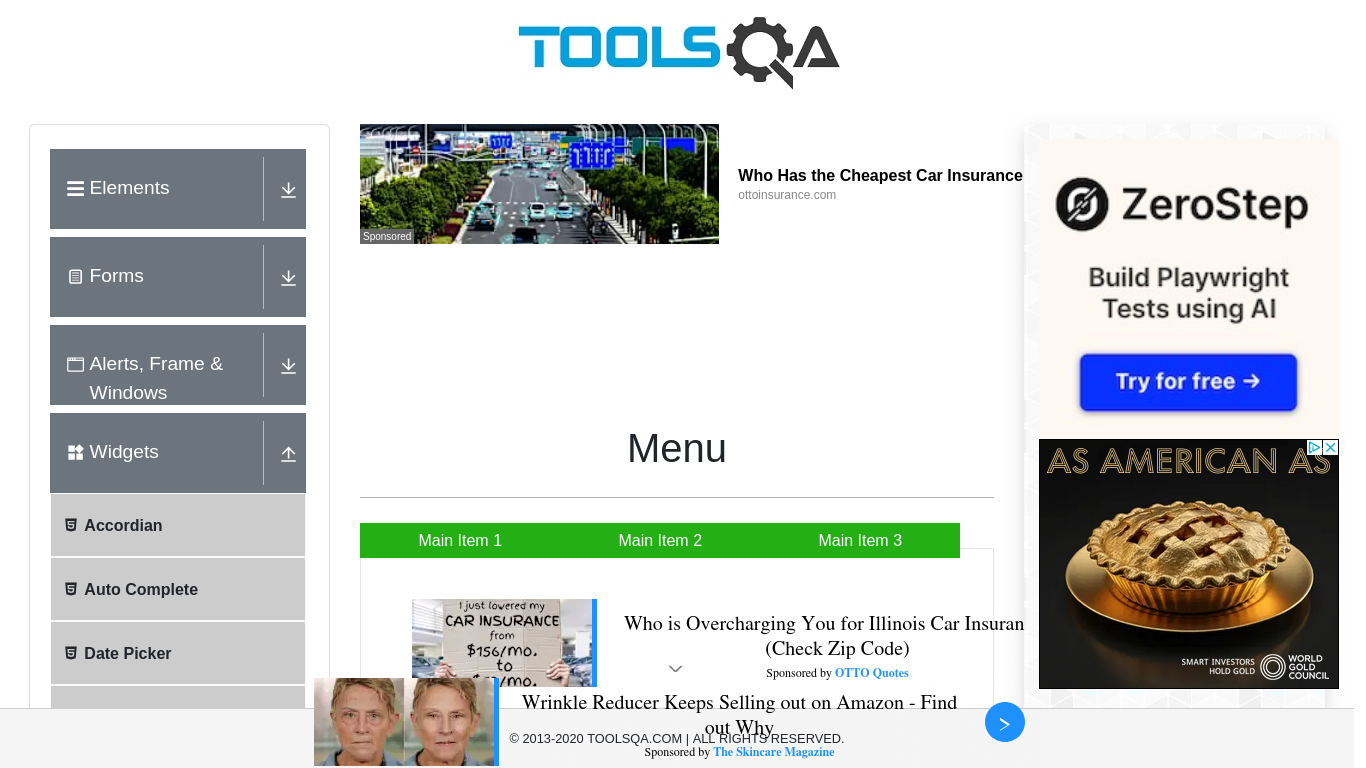 TOOLSQA
Elements
Forms
Alerts, Frame &
Windows
Widgets
Accordian
Auto Complete
Date Picker
Sponsored
Who Has the Cheapest Car Insurance
ottoinsurance.com
Menu
Main Item 1
Main Item 2
Main Item 3
I just lowered my
CAR INSURANCE
from
$156/mo.
to
Who is Overcharging You for Illinois Car Insuran
(Check Zip Code)
Sponsored by OTTO Quotes
Wrinkle Reducer Keeps Selling out on Amazon - Find
out Why
Sponsored by The Skincare Magazine
© 2013-2020 TOOLSQA.COM | ALL RIGHTS RESERVED.
ZeroStep
Build Playwright
Tests using AI
Try for free →
AS AMERICAN AS
SMART INVESTORS
HOLD GOLD
WORLD
GOLD
COUNCIL